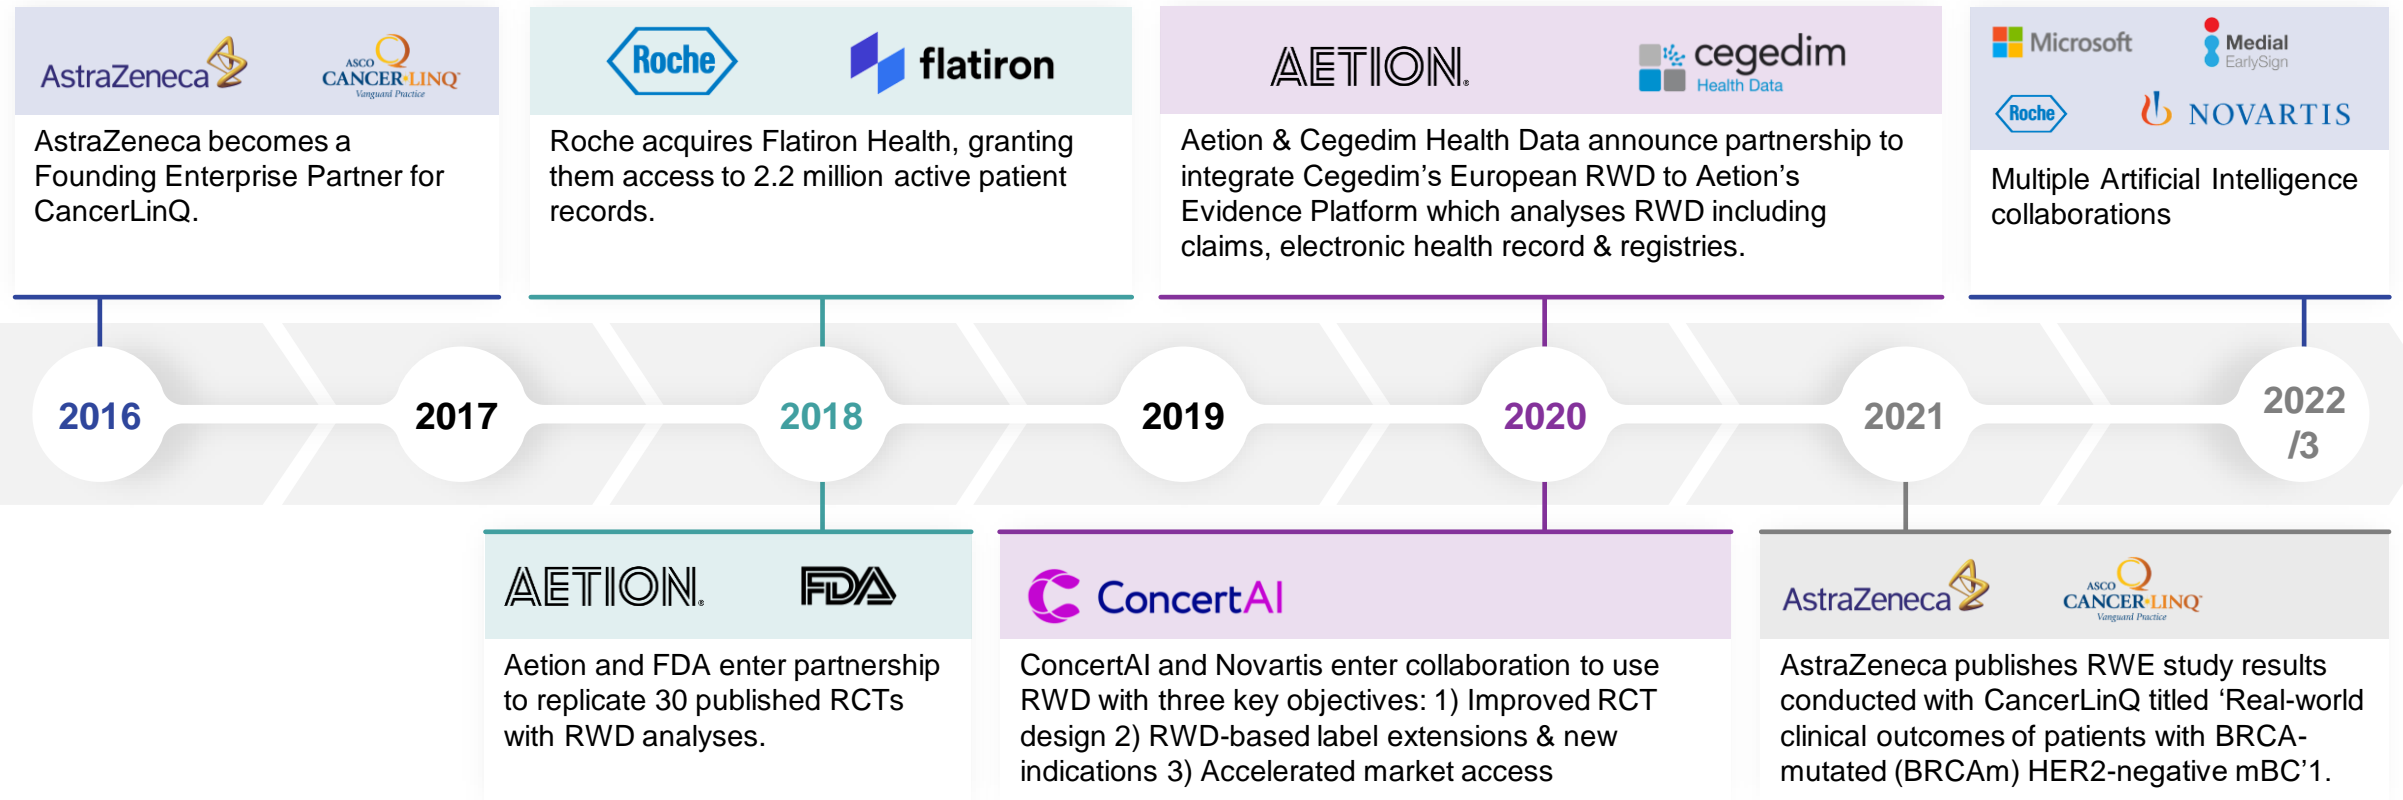 AstraZeneca
ASCO
CANCER LINQ
Vanguard Practice
AstraZeneca becomes a
Founding Enterprise Partner for
CancerLinQ.
Roche
flatiron
Roche acquires Flatiron Health, granting
them access to 2.2 million active patient
records.
AETION®
cegedim
Health Data
Aetion & Cegedim Health Data announce partnership to
integrate Cegedim’s European RWD to Aetion’s
Evidence Platform which analyses RWD including
claims, electronic health record & registries.
Microsoft
Medial
EarlySign
Roche
NOVARTIS
Multiple Artificial Intelligence
collaborations
2016
2017
2018
2019
2020
2021
2022
/3
AETION®
FDA
Aetion and FDA enter partnership
to replicate 30 published RCTs
with RWD analyses.
ConcertAI
ConcertAI and Novartis enter collaboration to use
RWD with three key objectives: 1) Improved RCT
design 2) RWD-based label extensions & new
indications 3) Accelerated market access
AstraZeneca
ASCO
CANCER LINQ
Vanguard Practice
AstraZeneca publishes RWE study results
conducted with CancerLinQ titled ‘Real-world
clinical outcomes of patients with BRCA-
mutated (BRCAm) HER2-negative mBC’1.